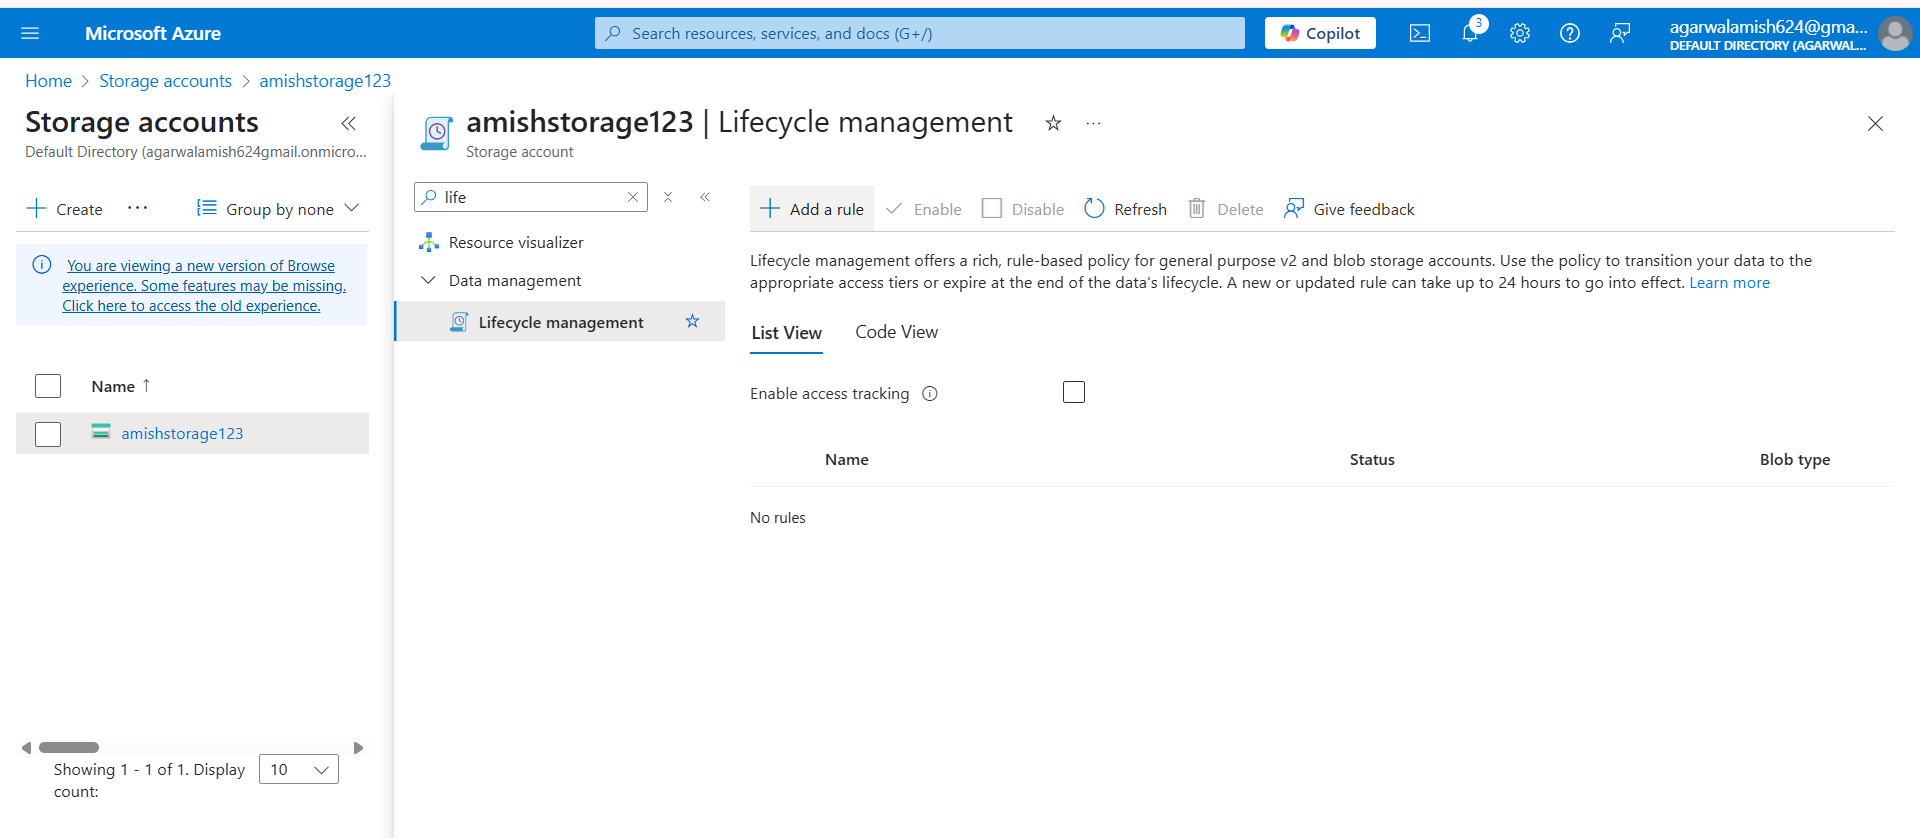 Microsoft Azure
Search resources, services, and docs (G+/)
Copilot
3
agarwalamish624@gma...
DEFAULT DIRECTORY (AGARWAL...
Home > Storage accounts > amishstorage123
Storage accounts
Default Directory (agarwalamish624gmail.onmicro...
+ Create ... Group by none
You are viewing a new version of Browse
experience. Some features may be missing.
Click here to access the old experience.
Name ↑
amishstorage123
Showing 1 - 1 of 1. Display
count:
10
amishstorage123 | Lifecycle management
Storage account
life
Resource visualizer
Data management
Lifecycle management
+ Add a rule Enable Disable Refresh Delete Give feedback
Lifecycle management offers a rich, rule-based policy for general purpose v2 and blob storage accounts. Use the policy to transition your data to the
appropriate access tiers or expire at the end of the data's lifecycle. A new or updated rule can take up to 24 hours to go into effect. Learn more
List View Code View
Enable access tracking
Name Status Blob type
No rules